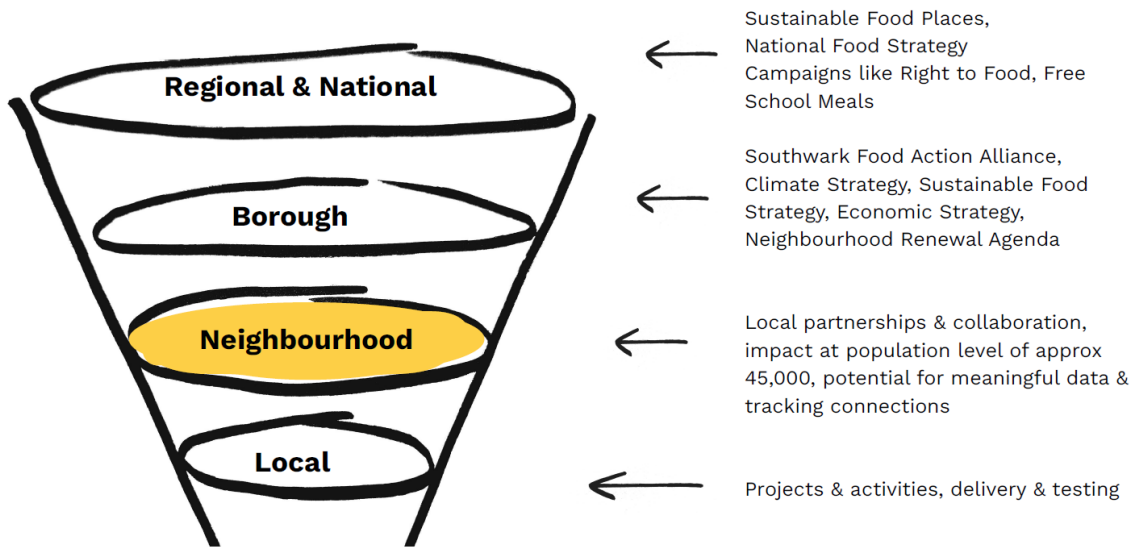 Regional & National
Sustainable Food Places,
National Food Strategy
Campaigns like Right to Food, Free
School Meals
Borough
Southwark Food Action Alliance,
Climate Strategy, Sustainable Food
Strategy, Economic Strategy,
Neighbourhood Renewal Agenda
Neighbourhood
Local partnerships & collaboration,
impact at population level of approx
45,000, potential for meaningful data &
tracking connections
Local
Projects & activities, delivery & testing